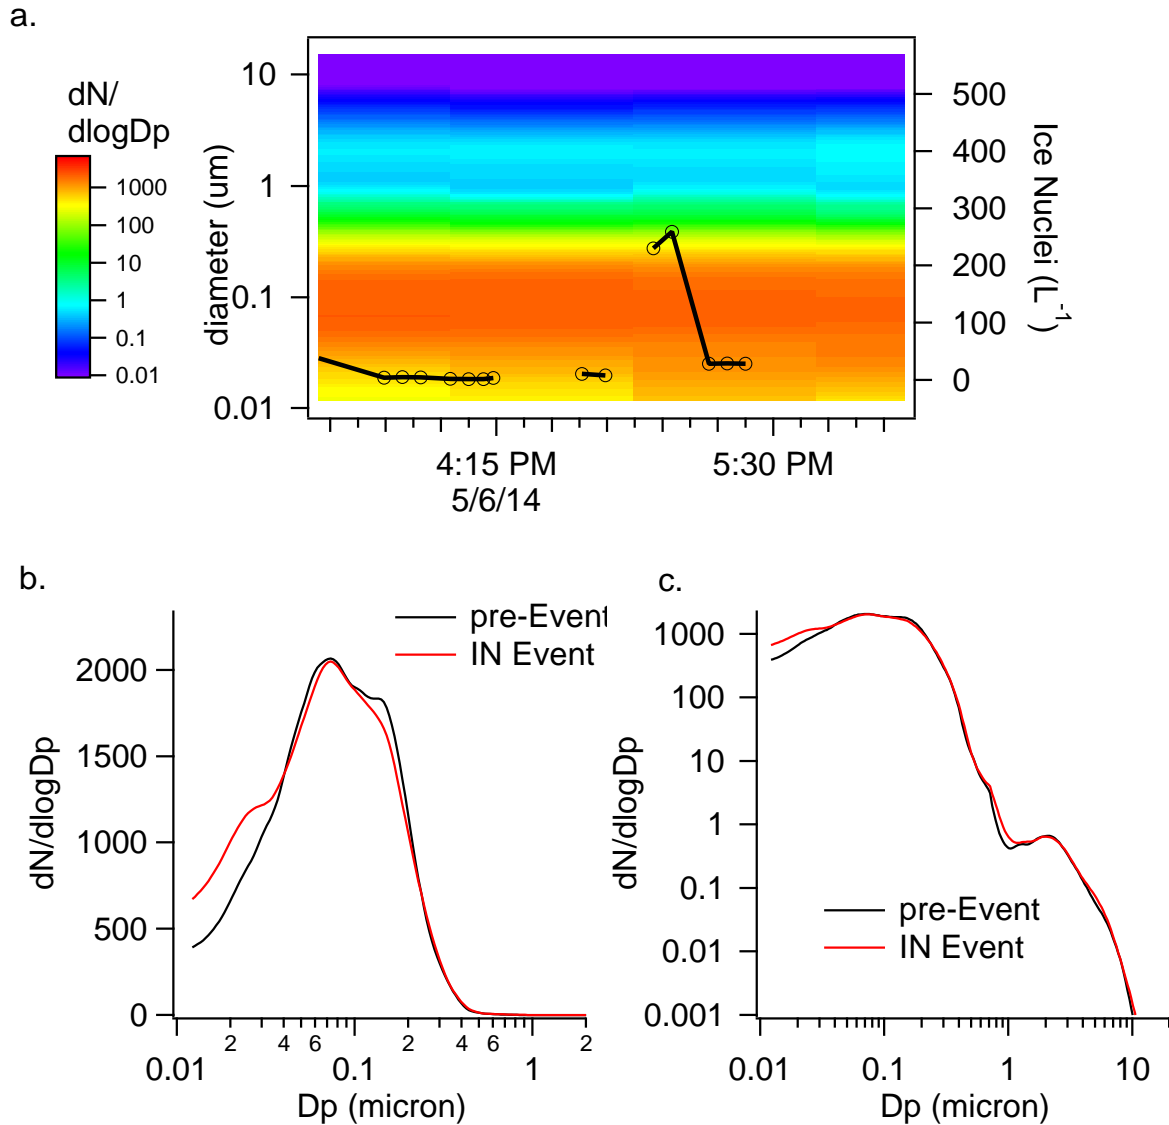 a.
dN/
dlogDp
1000
100
10
1
0.1
0.01
diameter (um)
10
1
0.1
0.01
500
400
300
200
100
0
Ice Nuclei (L⁻¹)
4:15 PM
5/6/14
5:30 PM
b.
pre-Event
IN Event
dN/dlogDp
2000
1500
1000
500
0
2
4
6
2
4
6
2
0.01
0.1
1
Dp (micron)
c.
dN/dlogDp
1000
100
10
1
0.1
0.01
0.001
pre-Event
IN Event
0.01
0.1
1
10
Dp (micron)